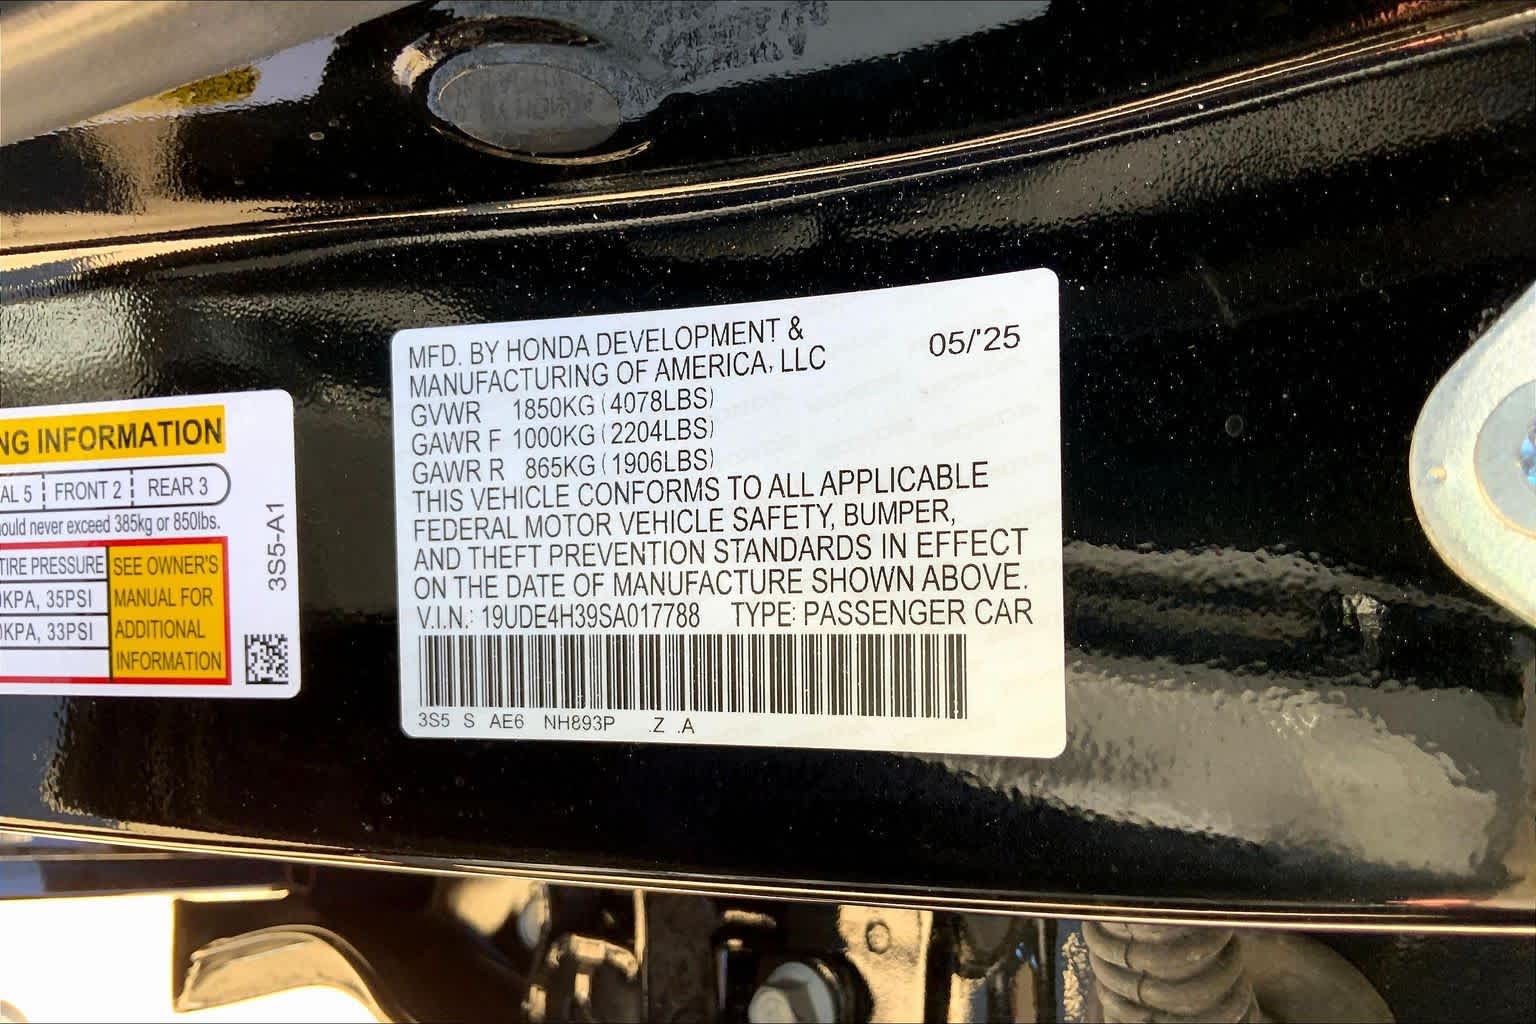 NG INFORMATION
AL 5 FRONT 2 REAR 3
ould never exceed 385kg or 850lbs.
TIRE PRESSURE
KPA, 35PSI
KPA, 33PSI
SEE OWNER'S
MANUAL FOR
ADDITIONAL
INFORMATION
3S5-A1
MFD. BY HONDA DEVELOPMENT &
MANUFACTURING OF AMERICA, LLC
05/'25
GVWR 1850KG (4078LBS)
GAWR F 1000KG (2204LBS)
GAWR R 865KG (1906LBS)
THIS VEHICLE CONFORMS TO ALL APPLICABLE
FEDERAL MOTOR VEHICLE SAFETY, BUMPER,
AND THEFT PREVENTION STANDARDS IN EFFECT
ON THE DATE OF MANUFACTURE SHOWN ABOVE.
V.I.N.: 19UDE4H39SA017788 TYPE: PASSENGER CAR
3S5 S AE6 NH893P .Z .A